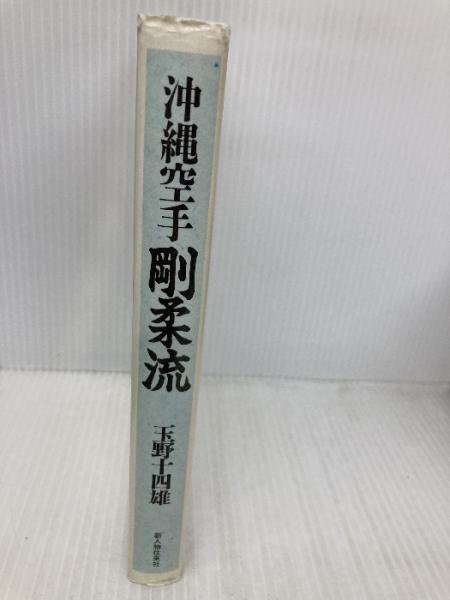 沖縄空手剛柔流
玉野十四雄
新人物往来社